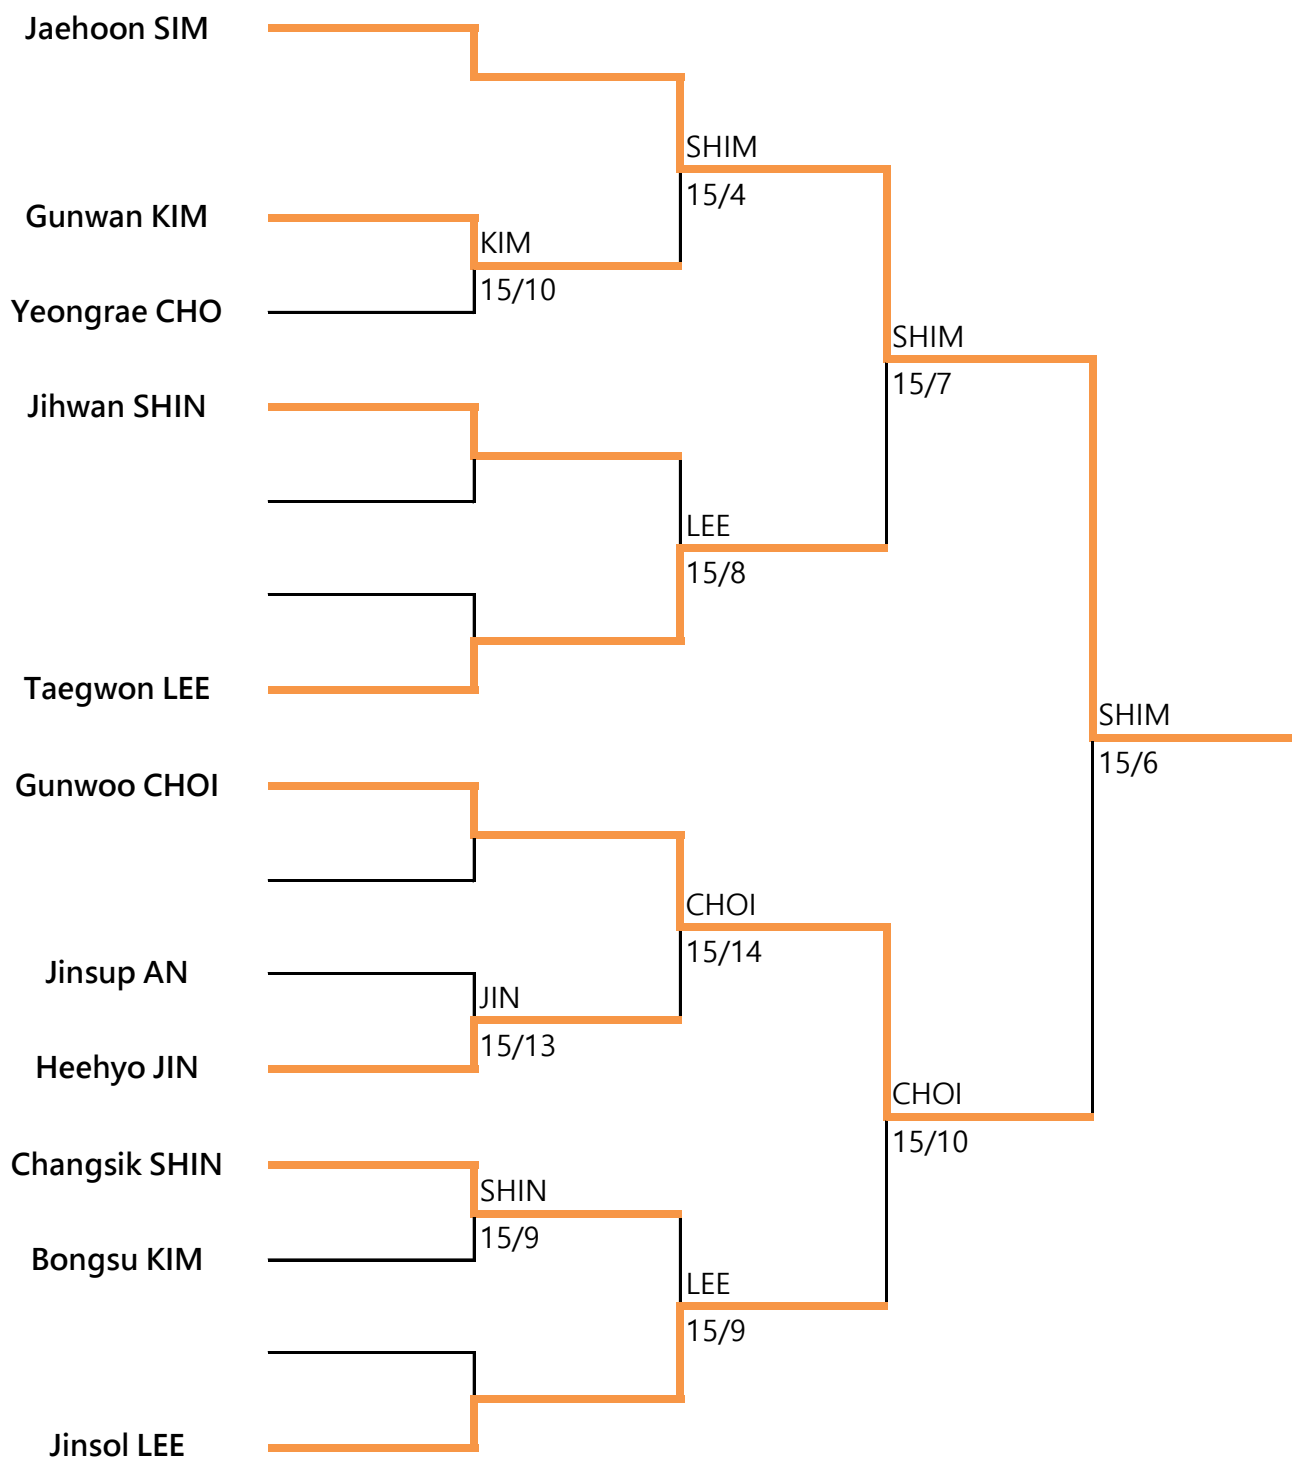 Jaehoon SIM
SHIM
15/4
Gunwan KIM
KIM
15/10
Yeongrae CHO
SHIM
15/7
Jihwan SHIN
LEE
15/8
Taegwon LEE
SHIM
15/6
Gunwoo CHOI
CHOI
15/14
Jinsup AN
JIN
15/13
Heehyo JIN
CHOI
15/10
Changsik SHIN
SHIN
15/9
Bongsu KIM
LEE
15/9
Jinsol LEE